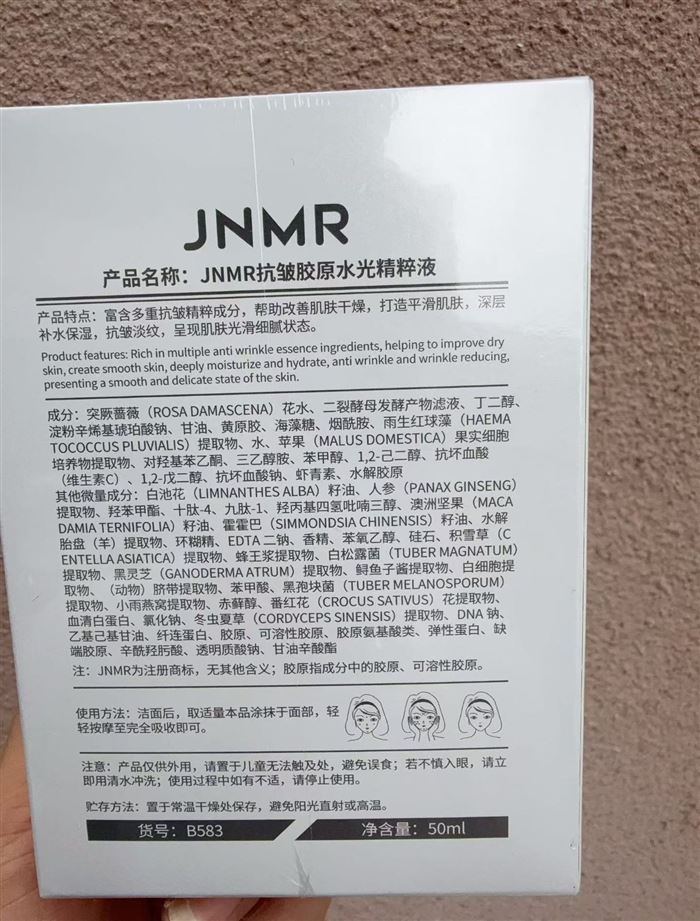 JNMR
产品名称：JNMR抗皱胶原水光精粹液
产品特点：富含多重抗皱精粹成分，帮助改善肌肤干燥，打造平滑肌肤，深层
补水保湿，抗皱淡纹，呈现肌肤光滑细腻状态。
Product features: Rich in multiple anti wrinkle essence ingredients, helping to improve dry
skin, create smooth skin, deeply moisturize and hydrate, anti wrinkle and wrinkle reducing,
presenting a smooth and delicate state of the skin.
成分：突厥蔷薇（ROSA DAMASCENA）花水、二裂酵母发酵产物滤液、丁二醇、
淀粉辛烯基琥珀酸钠、甘油、黄原胶、海藻糖、烟酰胺、雨生红球藻（HAEMA
TOCOCCUS PLUVIALIS）提取物、水、苹果（MALUS DOMESTICA）果实细胞
培养物提取物、对羟基苯乙酮、三乙醇胺、苯甲醇、1,2-己二醇、抗坏血酸
（维生素C）、1,2-戊二醇、抗坏血酸钠、虾青素、水解胶原
其他微量成分：白池花（LIMNANTHES ALBA）籽油、人参（PANAX GINSENG）
提取物、羟苯甲酯、十肽-4、九肽-1、羟丙基四氢吡喃三醇、澳洲坚果（MACA
DAMIA TERNIFOLIA）籽油、霍霍巴（SIMMONDSIA CHINENSIS）籽油、水解
胎盘（羊）提取物、环糊精、EDTA 二钠、香精、苯氧乙醇、硅石、积雪草（C
ENTELLA ASIATICA）提取物、蜂王浆提取物、白松露菌（TUBER MAGNATUM）
提取物、黑灵芝（GANODERMA ATRUM）提取物、鲟鱼子酱提取物、白细胞提
取物、（动物）脐带提取物、苯甲酸、黑孢块菌（TUBER MELANOSPORUM）
提取物、小雨燕窝提取物、赤藓醇、番红花（CROCUS SATIVUS）花提取物、
血清白蛋白、氯化钠、冬虫夏草（CORDYCEPS SINENSIS）提取物、DNA 钠、
乙基己基甘油、纤连蛋白、胶原、可溶性胶原、胶原氨基酸类、弹性蛋白、缺
端胶原、辛酰羟肟酸、透明质酸钠、甘油辛酸酯
注：JNMR为注册商标，无其他含义；胶原指成分中的胶原、可溶性胶原。
使用方法：洁面后，取适量本品涂抹于面部，轻
轻按摩至完全吸收即可。
注意：产品仅供外用，请置于儿童无法触及处，避免误食；若不慎入眼，请立
即用清水冲洗；使用过程中如有不适，请停止使用。
贮存方法：置于常温干燥处保存，避免阳光直射或高温。
货号：B583
净含量：50ml